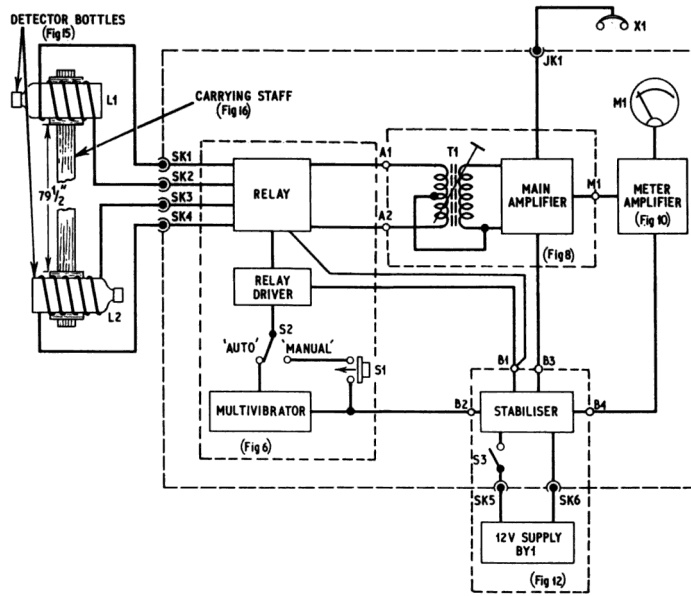 DETECTOR BOTTLES
(Fig 15)
X1
JK1
L1
CARRYING STAFF
(Fig 16)
M1
SK1
SK2
SK3
SK4
A1
A2
T1
RELAY
MAIN
AMPLIFIER
M1
METER
AMPLIFIER
(Fig 10)
79½"
(Fig 8)
RELAY
DRIVER
L2
S2
'AUTO'
'MANUAL'
S1
B1
B3
MULTIVIBRATOR
B2
STABILISER
B4
(Fig 6)
S3
SK5
SK6
12V SUPPLY
BY1
(Fig 12)